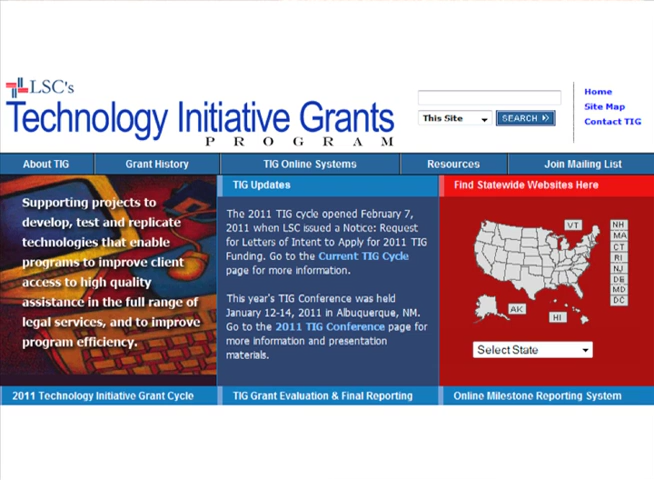 LSC's
Technology Initiative Grants
PROGRAM
This Site
SEARCH
Home
Site Map
Contact TIG
About TIG
Grant History
TIG Online Systems
Resources
Join Mailing List
Supporting projects to
develop, test and replicate
technologies that enable
programs to improve client
access to high quality
assistance in the full range of
legal services, and to improve
program efficiency.
TIG Updates
The 2011 TIG cycle opened February 7,
2011 when LSC issued a Notice: Request
for Letters of Intent to Apply for 2011 TIG
Funding. Go to the Current TIG Cycle
page for more information.
This year's TIG Conference was held
January 12-14, 2011 in Albuquerque, NM.
Go to the 2011 TIG Conference page for
more information and presentation
materials.
Find Statewide Websites Here
VT
NH
MA
CT
RI
NJ
DE
MD
DC
AK
HI
Select State
2011 Technology Initiative Grant Cycle
TIG Grant Evaluation & Final Reporting
Online Milestone Reporting System